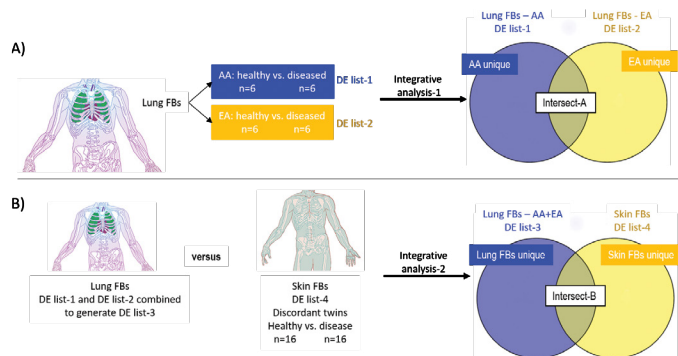 A)
Lung FBs
AA: healthy vs. diseased
n=6 n=6
DE list-1
EA: healthy vs. diseased
n=6 n=6
DE list-2
Integrative
analysis-1
Lung FBs – AA
DE list-1
Lung FBs - EA
DE list-2
AA unique
EA unique
Intersect-A
B)
Lung FBs
DE list-1 and DE list-2 combined
to generate DE list-3
versus
Skin FBs
DE list-4
Discordant twins
Healthy vs. disease
n=16 n=16
Integrative
analysis-2
Lung FBs – AA+EA
DE list-3
Skin FBs
DE list-4
Lung FBs unique
Skin FBs unique
Intersect-B